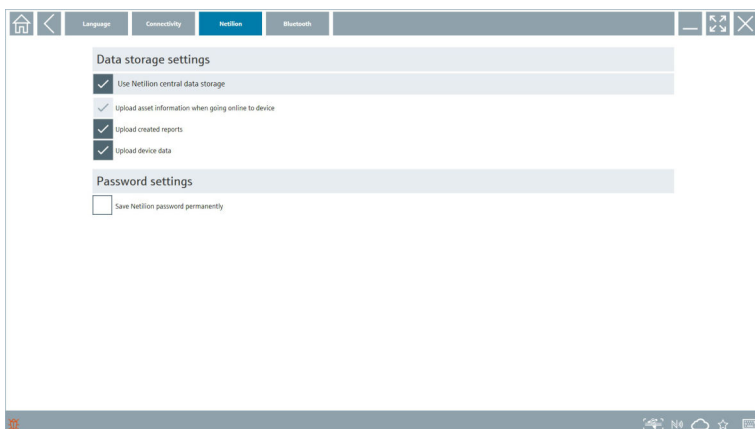 Language Connectivity Netilion Bluetooth
Data storage settings
Use Netilion central data storage
Upload asset information when going online to device
Upload created reports
Upload device data
Password settings
Save Netilion password permanently